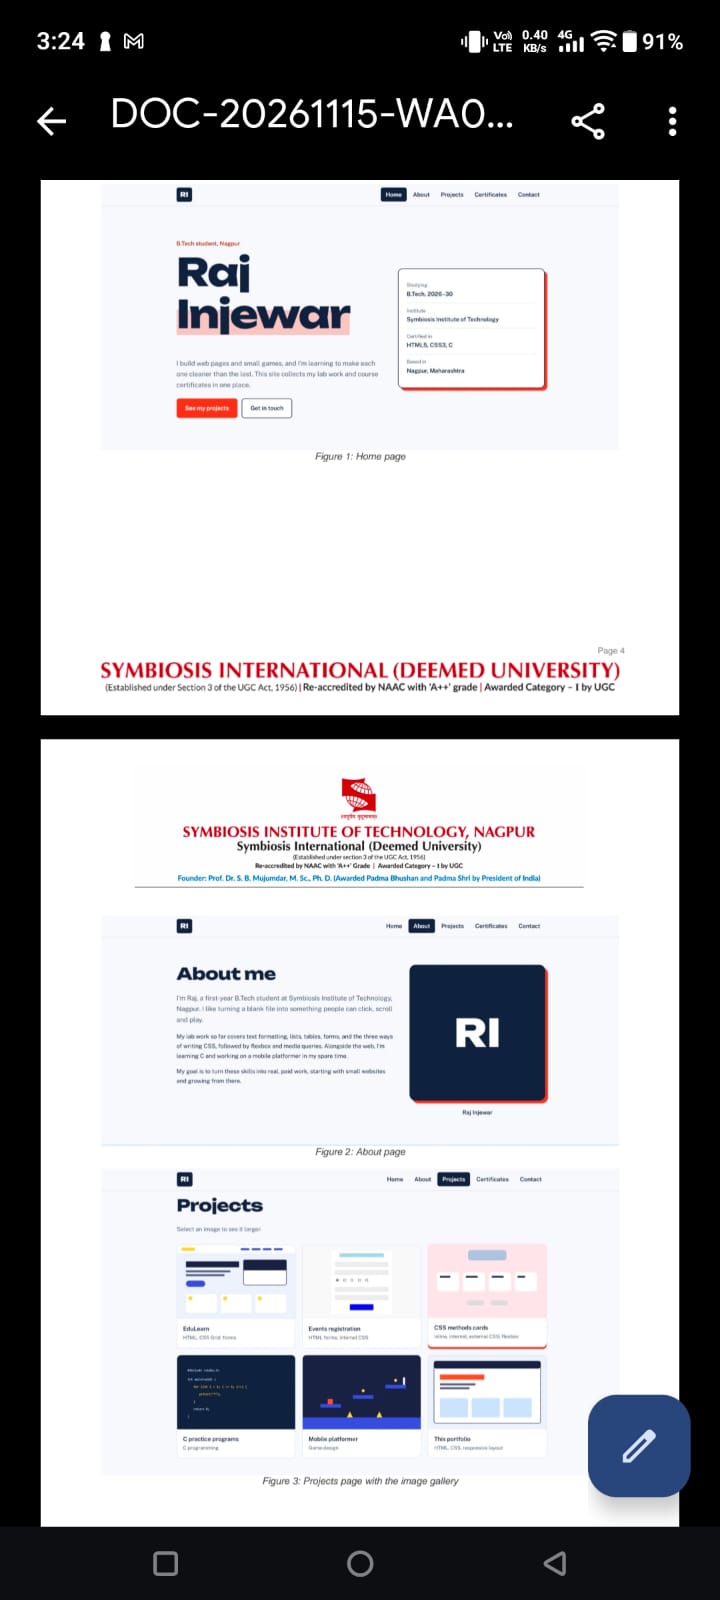 3:24
Vo) LTE 0.40 KB/s 4G 91%
DOC-20261115-WA0...
RI
Home About Projects Certificates Contact
B.Tech student, Nagpur
Raj
Injewar
I build web pages and small games, and I'm learning to make each
one cleaner than the last. This site collects my lab work and course
certificates in one place.
See my projects Get in touch
Studying
B.Tech, 2026–30
Institute
Symbiosis Institute of Technology
Certified in
HTML5, CSS3, C
Based in
Nagpur, Maharashtra
Figure 1: Home page
Page 4
SYMBIOSIS INTERNATIONAL (DEEMED UNIVERSITY)
(Established under Section 3 of the UGC Act, 1956) | Re-accredited by NAAC with 'A++' grade | Awarded Category – I by UGC
SYMBIOSIS INSTITUTE OF TECHNOLOGY, NAGPUR
Symbiosis International (Deemed University)
(Established under section 3 of the UGC Act, 1956)
Re-accredited by NAAC with 'A++' Grade | Awarded Category – I by UGC
Founder: Prof. Dr. S. B. Mujumdar, M. Sc., Ph. D. (Awarded Padma Bhushan and Padma Shri by President of India)
RI
Home About Projects Certificates Contact
About me
I'm Raj, a first-year B.Tech student at Symbiosis Institute of Technology,
Nagpur. I like turning a blank file into something people can click, scroll
and play.
My lab work so far covers text formatting, lists, tables, forms, and the three ways
of writing CSS, followed by flexbox and media queries. Alongside the web, I'm
learning C and working on a mobile platformer in my spare time.
My goal is to turn these skills into real, paid work, starting with small websites
and growing from there.
RI
Raj Injewar
Figure 2: About page
RI
Home About Projects Certificates Contact
Projects
Select an image to see it larger.
EduLearn
HTML, CSS Grid, forms
Events registration
HTML forms, internal CSS
CSS methods cards
Inline, internal, external CSS, flexbox
C practice programs
C programming
Mobile platformer
Game design
This portfolio
HTML, CSS, responsive layout
Figure 3: Projects page with the image gallery